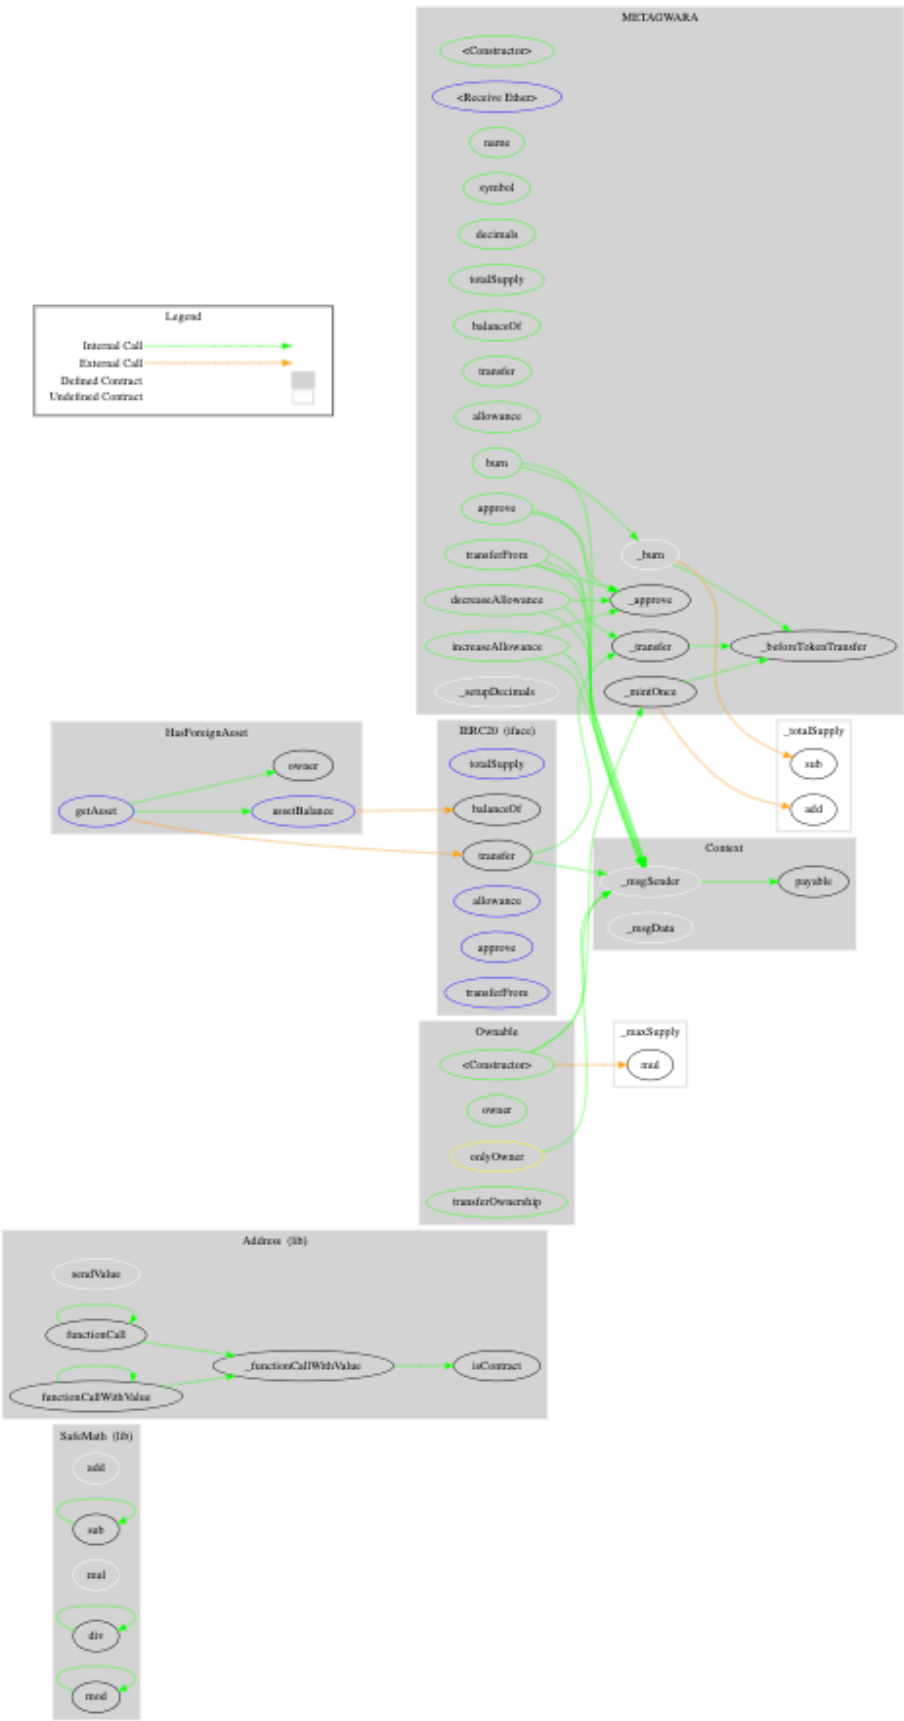 METAGWARA
<Constructor>
<Receive Ether>
name
symbol
decimals
totalSupply
balanceOf
transfer
allowance
burn
approve
transferFrom
_burn
decreaseAllowance
_approve
increaseAllowance
_transfer
_beforeTokenTransfer
_setupDecimals
_mintOnce
Legend
Internal Call
External Call
Defined Contract
Undefined Contract
HasForeignAsset
owner
getAsset
assetBalance
IERC20 (iface)
totalSupply
balanceOf
transfer
allowance
approve
transferFrom
_totalSupply
sub
add
Context
_msgSender
payable
_msgData
Ownable
<Constructor>
owner
onlyOwner
transferOwnership
_maxSupply
mul
Address (lib)
sendValue
functionCall
_functionCallWithValue
isContract
functionCallWithValue
SafeMath (lib)
add
sub
mul
div
mod